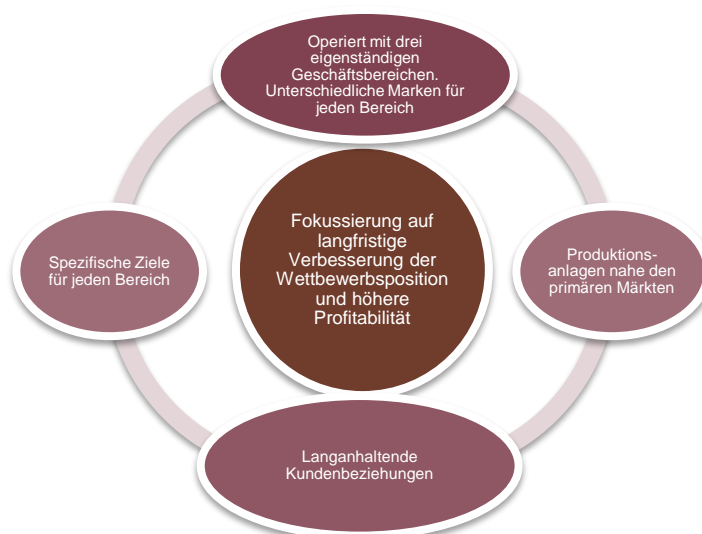 Operiert mit drei
eigenständigen
Geschäftsbereichen.
Unterschiedliche Marken für
jeden Bereich
Fokussierung auf
langfristige
Verbesserung der
Wettbewerbsposition
und höhere
Profitabilität
Spezifische Ziele
für jeden Bereich
Produktions-
anlagen nahe den
primären Märkten
Langanhaltende
Kundenbeziehungen